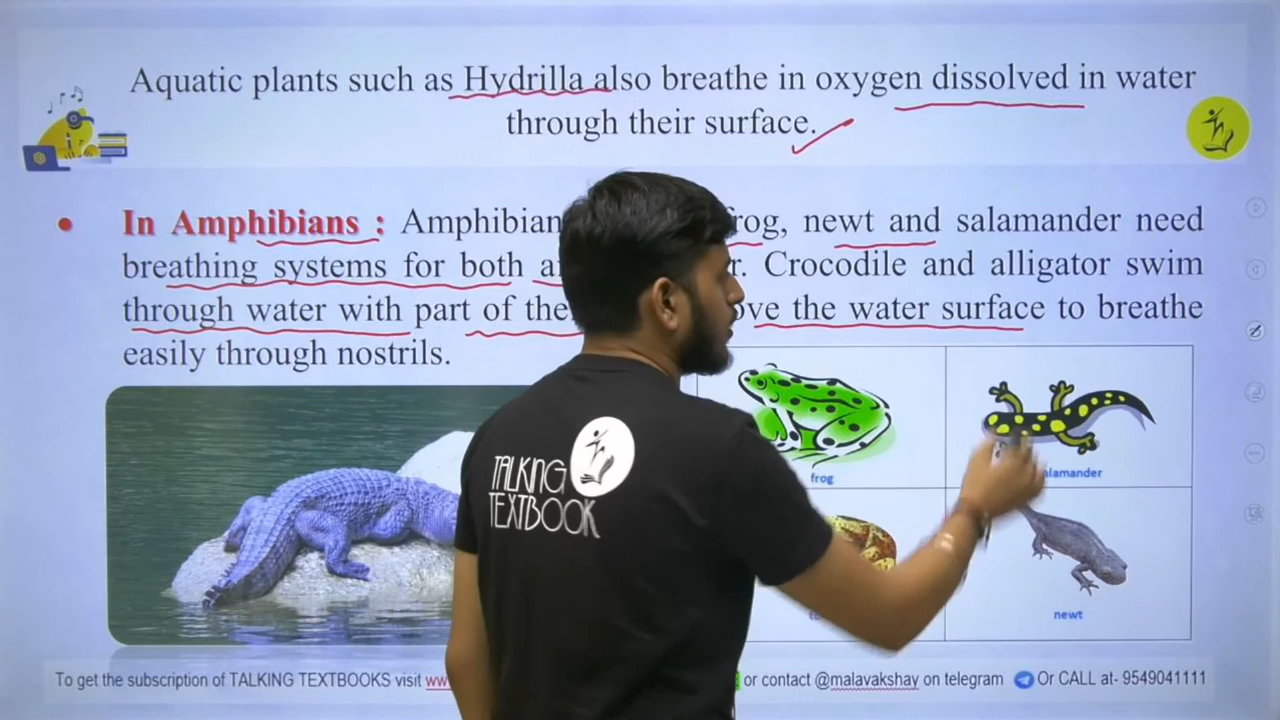 Aquatic plants such as Hydrilla also breathe in oxygen dissolved in water
through their surface.
In Amphibians : Amphibian frog, newt and salamander need
breathing systems for both Crocodile and alligator swim
through water with part of the water surface to breathe
easily through nostrils.
TALKING
TEXTBOOK
frog
newt
To get the subscription of TALKING TEXTBOOKS visit or contact @malavakshay on telegram Or CALL at- 9549041111